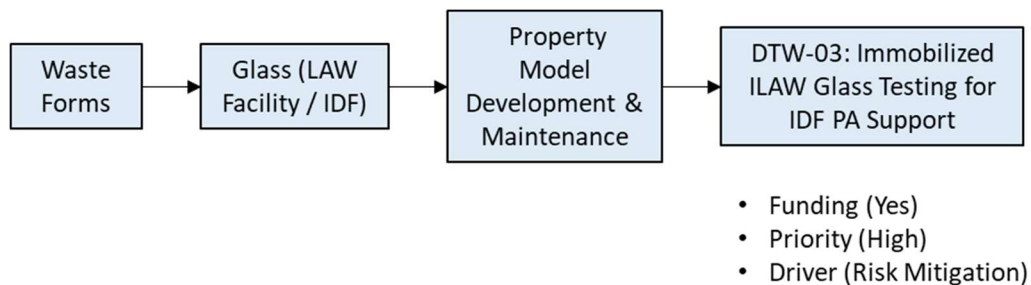 Waste
Forms
Glass (LAW
Facility / IDF)
Property
Model
Development &
Maintenance
DTW-03: Immobilized
ILAW Glass Testing for
IDF PA Support
• Funding (Yes)
• Priority (High)
• Driver (Risk Mitigation)